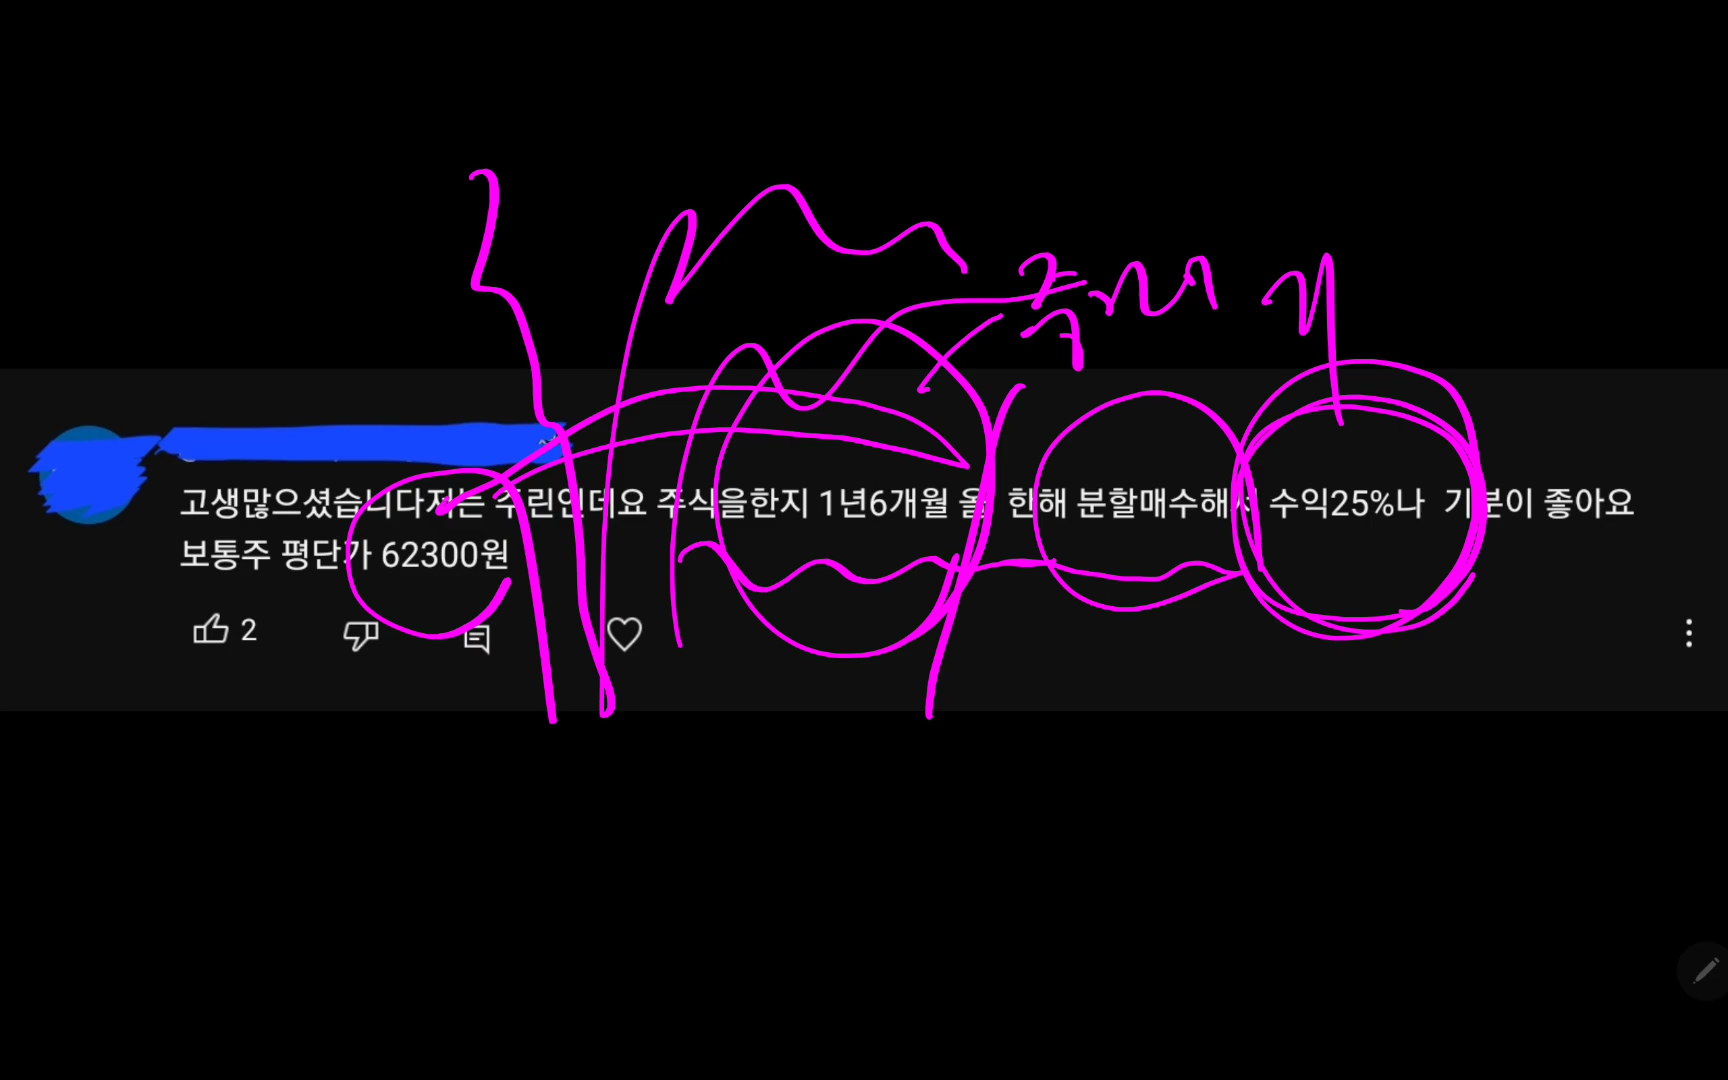 고생많으셨습니다저는 주린인데요 주식을한지 1년6개월 올 한해 분할매수해서 수익25%나 기분이 좋아요
보통주 평단가 62300원
2